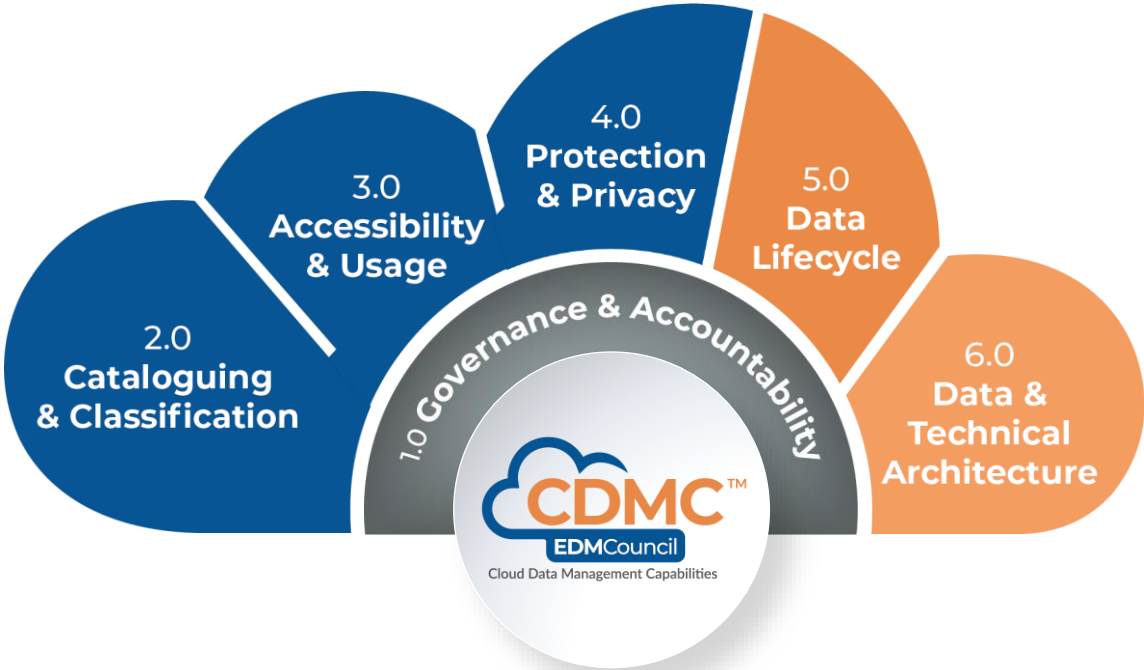 4.0
Protection
& Privacy
3.0
Accessibility
& Usage
5.0
Data
Lifecycle
2.0
Cataloguing
& Classification
1.0 Governance & Accountability
6.0
Data &
Technical
Architecture
CDMC™
EDMCouncil
Cloud Data Management Capabilities